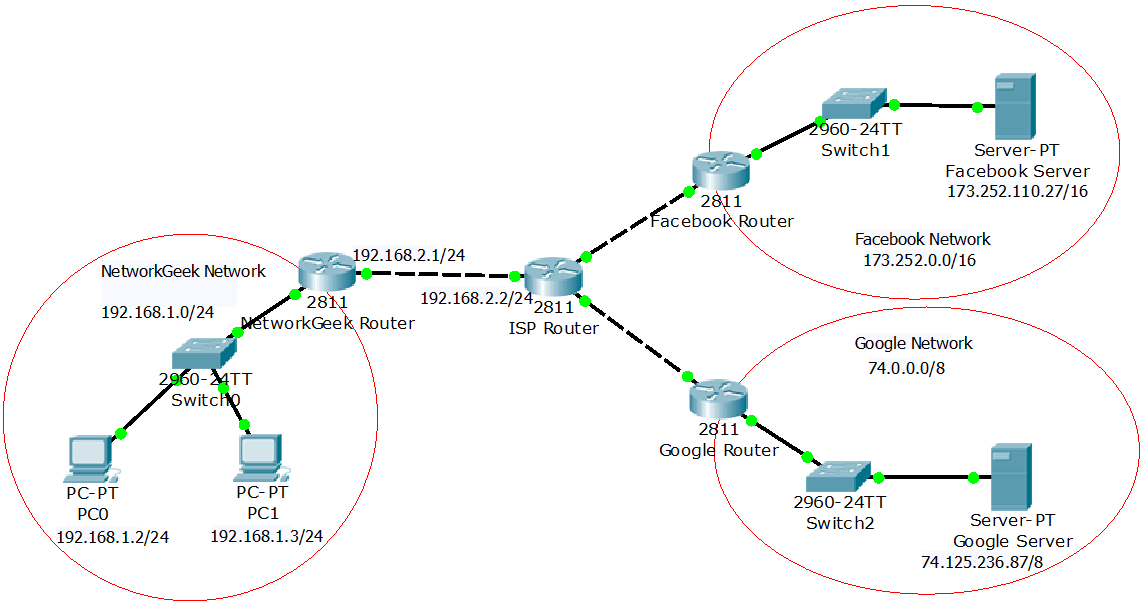 2960-24TT
Switch1
Server-PT
Facebook Server
173.252.110.27/16
2811
Facebook Router
Facebook Network
173.252.0.0/16
NetworkGeek Network
192.168.1.0/24
192.168.2.1/24
2811
NetworkGeek Router
192.168.2.2/24
2811
ISP Router
2960-24TT
Switch0
PC-PT
PC0
192.168.1.2/24
PC-PT
PC1
192.168.1.3/24
Google Network
74.0.0.0/8
2811
Google Router
2960-24TT
Switch2
Server-PT
Google Server
74.125.236.87/8